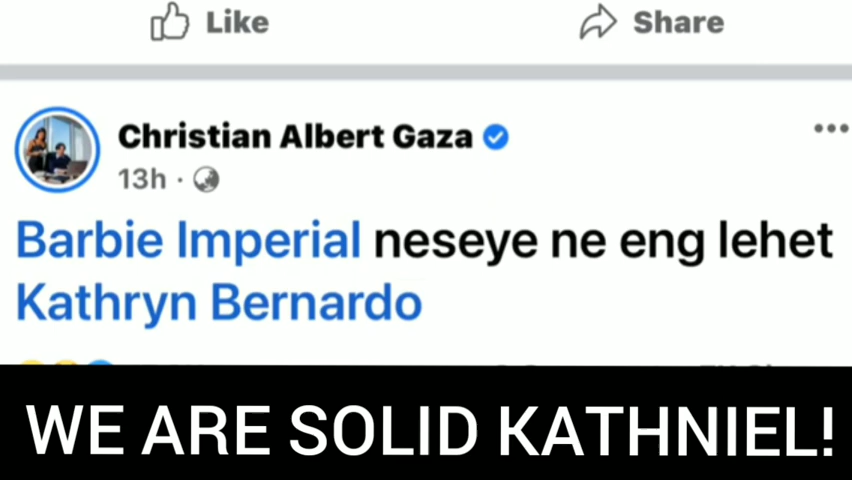 Like
Share
Christian Albert Gaza
13h ·
Barbie Imperial neseye ne eng lehet
Kathryn Bernardo
WE ARE SOLID KATHNIEL!